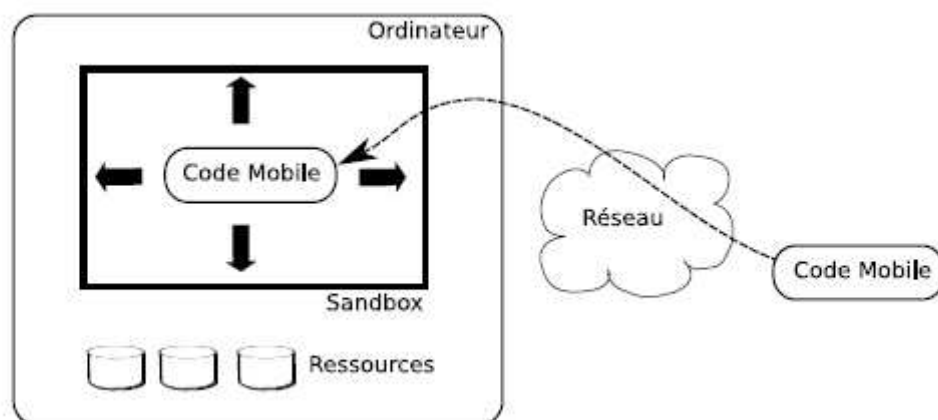 Ordinateur
Code Mobile
Réseau
Code Mobile
Sandbox
Ressources